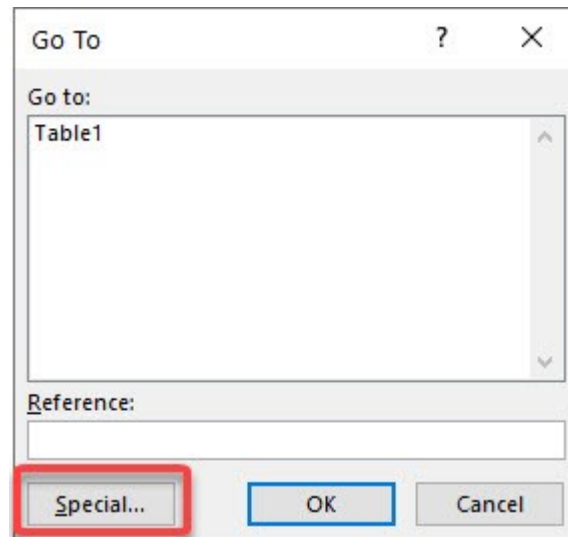 Go To ? ×
Go to:
Table1
Reference:
Special... OK Cancel